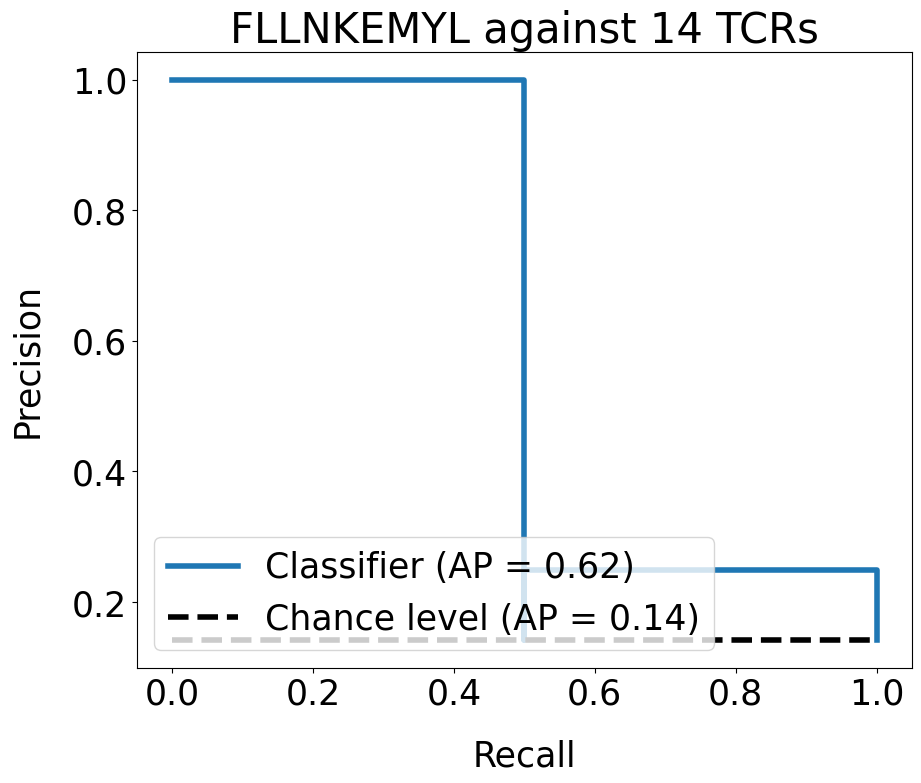 FLLNKEMYL against 14 TCRs
Precision
1.0
0.8
0.6
0.4
0.2
Classifier (AP = 0.62)
Chance level (AP = 0.14)
0.0 0.2 0.4 0.6 0.8 1.0
Recall